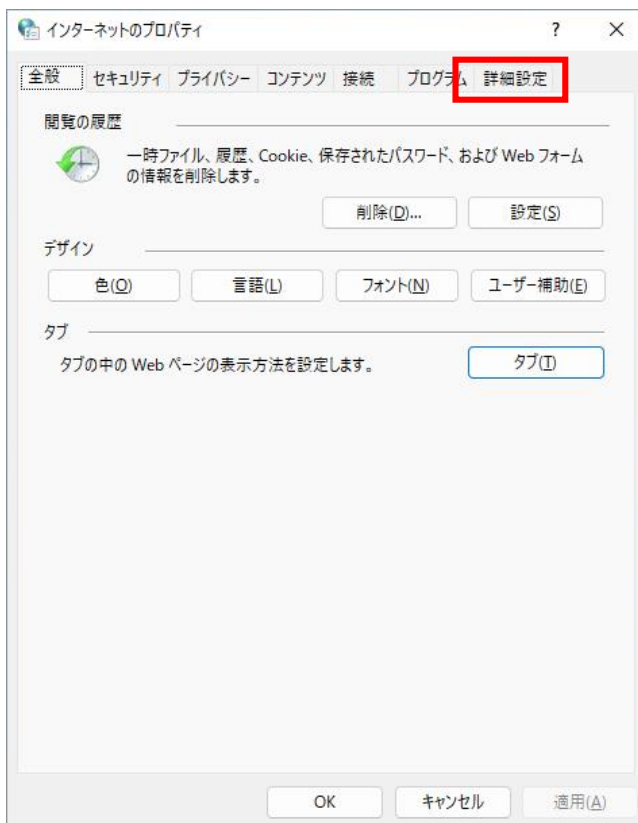 インターネットのプロパティ ? ×
全般 セキュリティ プライバシー コンテンツ 接続 プログラム 詳細設定
閲覧の履歴
一時ファイル、履歴、Cookie、保存されたパスワード、および Web フォーム
の情報を削除します。
削除(D)... 設定(S)
デザイン
色(O) 言語(L) フォント(N) ユーザー補助(E)
タブ
タブの中の Web ページの表示方法を設定します。 タブ(T)
OK キャンセル 適用(A)